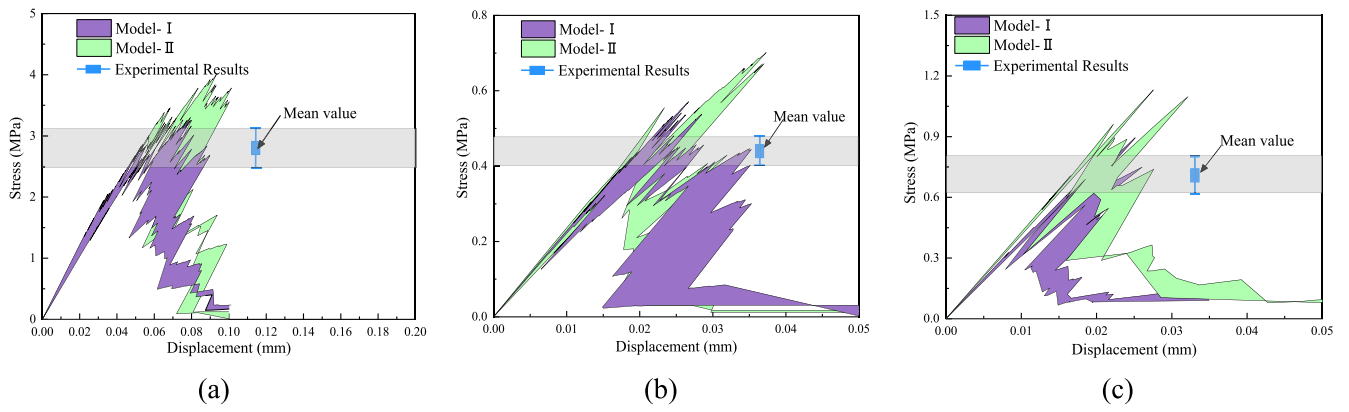 5
4
3
2
1
0
Stress (MPa)
Model-Ⅰ
Model-Ⅱ
Experimental Results
Mean value
0.00 0.02 0.04 0.06 0.08 0.10 0.12 0.14 0.16 0.18 0.20
Displacement (mm)
(a)
0.8
0.6
0.4
0.2
0.0
Stress (MPa)
Model-Ⅰ
Model-Ⅱ
Experimental Results
Mean value
0.00 0.01 0.02 0.03 0.04 0.05
Displacement (mm)
(b)
1.5
1.2
0.9
0.6
0.3
0.0
Stress (MPa)
Model-Ⅰ
Model-Ⅱ
Experimental Results
Mean value
0.00 0.01 0.02 0.03 0.04 0.05
Displacement (mm)
(c)